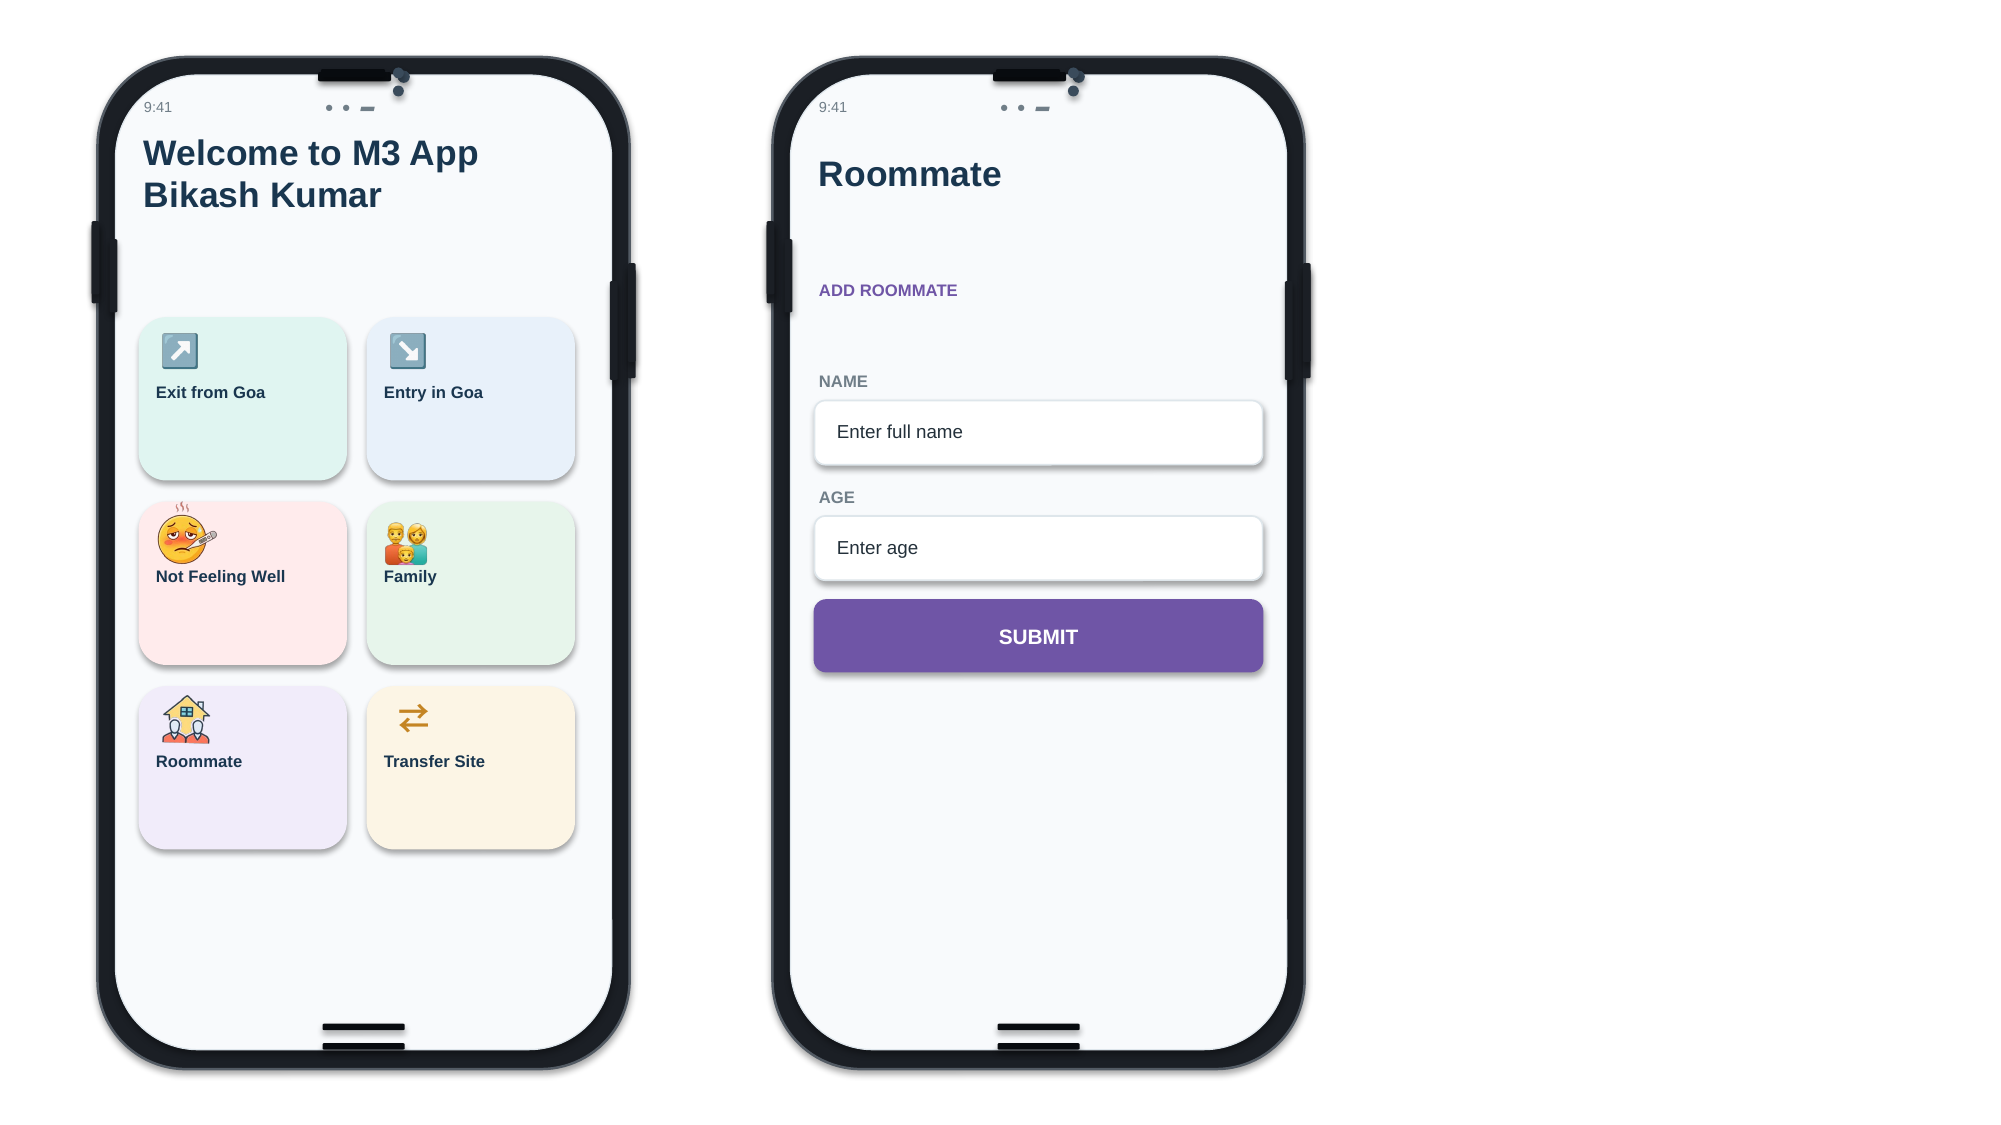 9:41
Welcome to M3 App
Bikash Kumar
Exit from Goa
Entry in Goa
Not Feeling Well
Family
Roommate
Transfer Site
9:41
Roommate
ADD ROOMMATE
NAME
Enter full name
AGE
Enter age
SUBMIT